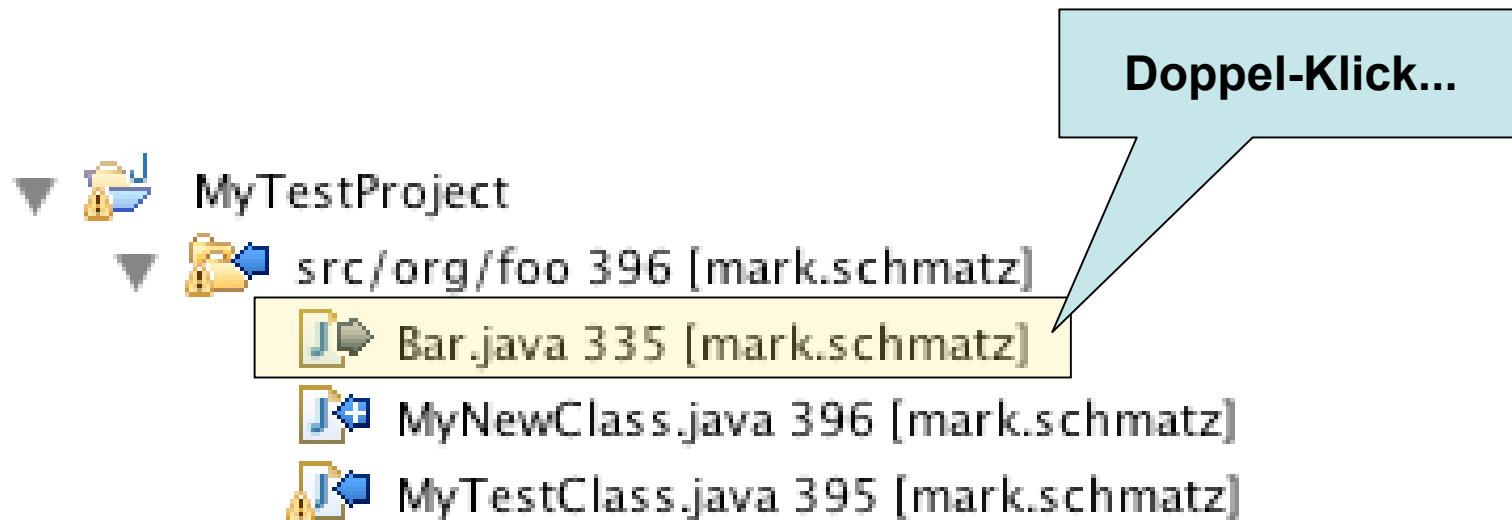 Doppel-Klick...
MyTestProject
src/org/foo 396 [mark.schmatz]
Bar.java 335 [mark.schmatz]
MyNewClass.java 396 [mark.schmatz]
MyTestClass.java 395 [mark.schmatz]